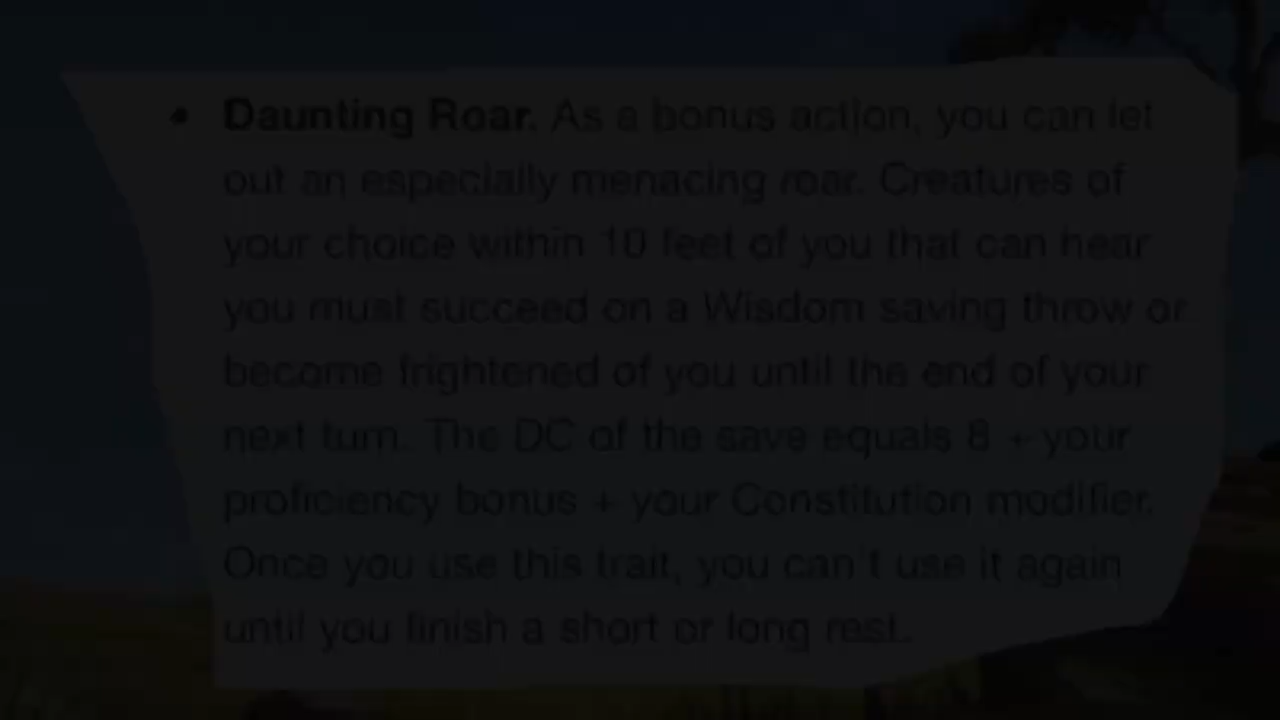 • Daunting Roar. As a bonus action, you can let
out an especially menacing roar. Creatures of
your choice within 10 feet of you that can hear
you must succeed on a Wisdom saving throw or
become frightened of you until the end of your
next turn. The DC of the save equals 8 + your
proficiency bonus + your Constitution modifier.
Once you use this trait, you can't use it again
until you finish a short or long rest.